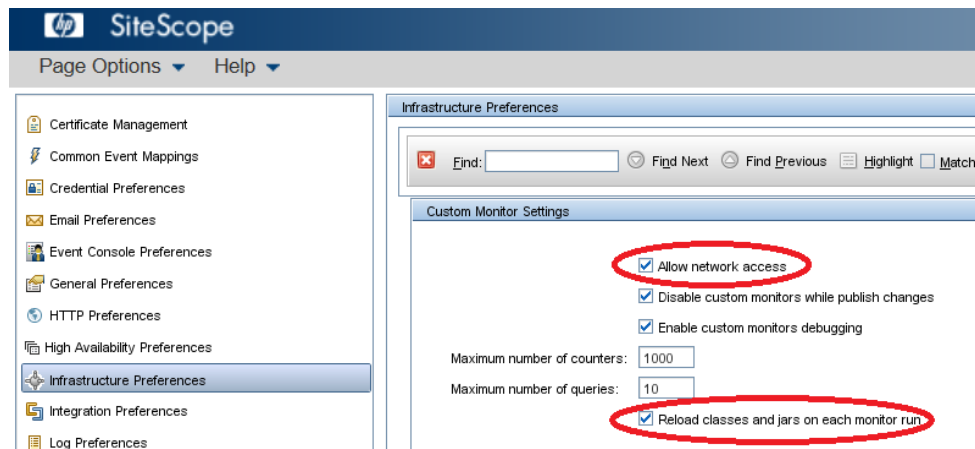 hp SiteScope
Page Options Help
Certificate Management
Common Event Mappings
Credential Preferences
Email Preferences
Event Console Preferences
General Preferences
HTTP Preferences
High Availability Preferences
Infrastructure Preferences
Integration Preferences
Log Preferences
Infrastructure Preferences
Find: Find Next Find Previous Highlight Match
Custom Monitor Settings
Allow network access
Disable custom monitors while publish changes
Enable custom monitors debugging
Maximum number of counters: 1000
Maximum number of queries: 10
Reload classes and jars on each monitor run